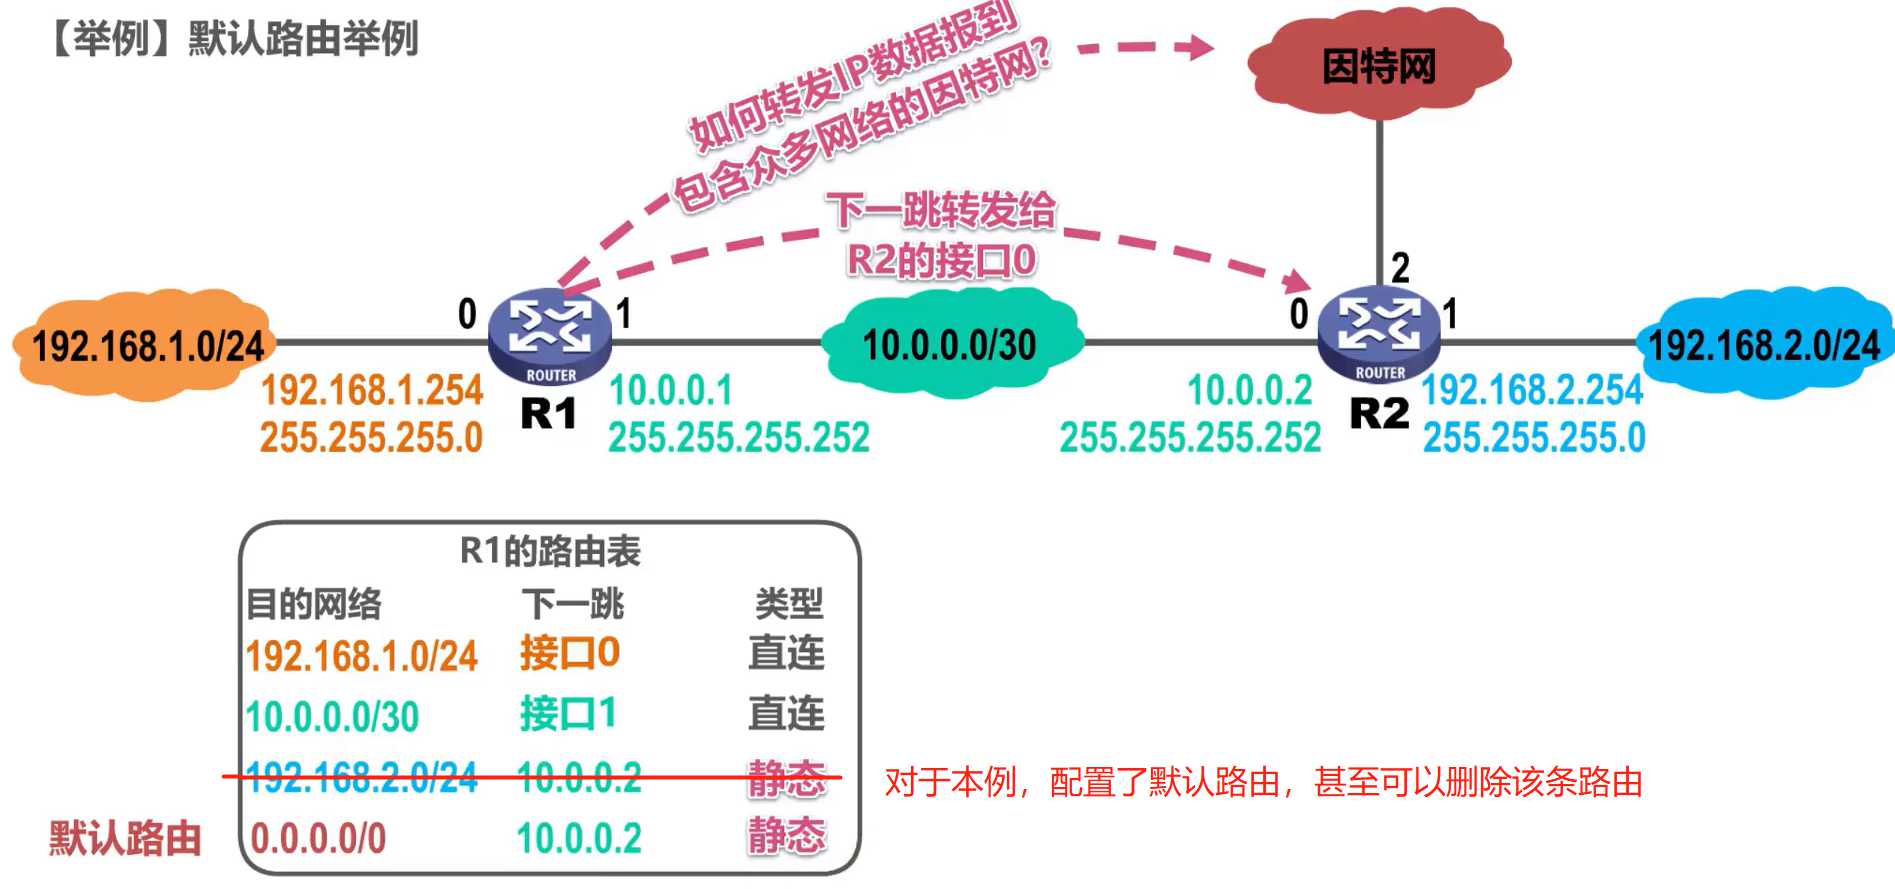 【举例】默认路由举例
如何转发IP数据报到
包含众多网络的因特网?
因特网
下一跳转发给
R2的接口0
2
0
1
0
1
192.168.1.0/24
10.0.0.0/30
192.168.2.0/24
ROUTER
ROUTER
192.168.1.254
255.255.255.0
R1
10.0.0.1
255.255.255.252
10.0.0.2
255.255.255.252
R2
192.168.2.254
255.255.255.0
R1的路由表
目的网络 下一跳 类型
192.168.1.0/24 接口0 直连
10.0.0.0/30 接口1 直连
192.168.2.0/24 10.0.0.2 静态
对于本例，配置了默认路由，甚至可以删除该条路由
默认路由 0.0.0.0/0 10.0.0.2 静态